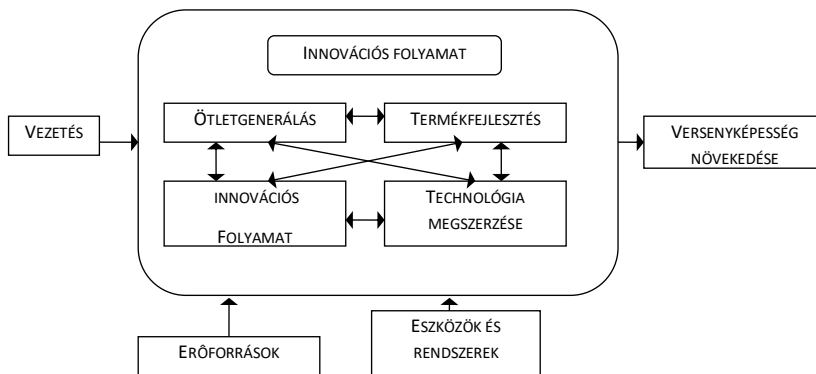 INNOVÁCIÓS FOLYAMAT
ÖTLETGENERÁLÁS
TERMÉKFEJLESZTÉS
VEZETÉS
VERSENYKÉPESSÉG
NÖVEKEDÉSE
INNOVÁCIÓS
FOLYAMAT
TECHNOLÓGIA
MEGSZERZÉSE
ERÔFORRÁSOK
ESZKÖZÖK ÉS
RENDSZEREK